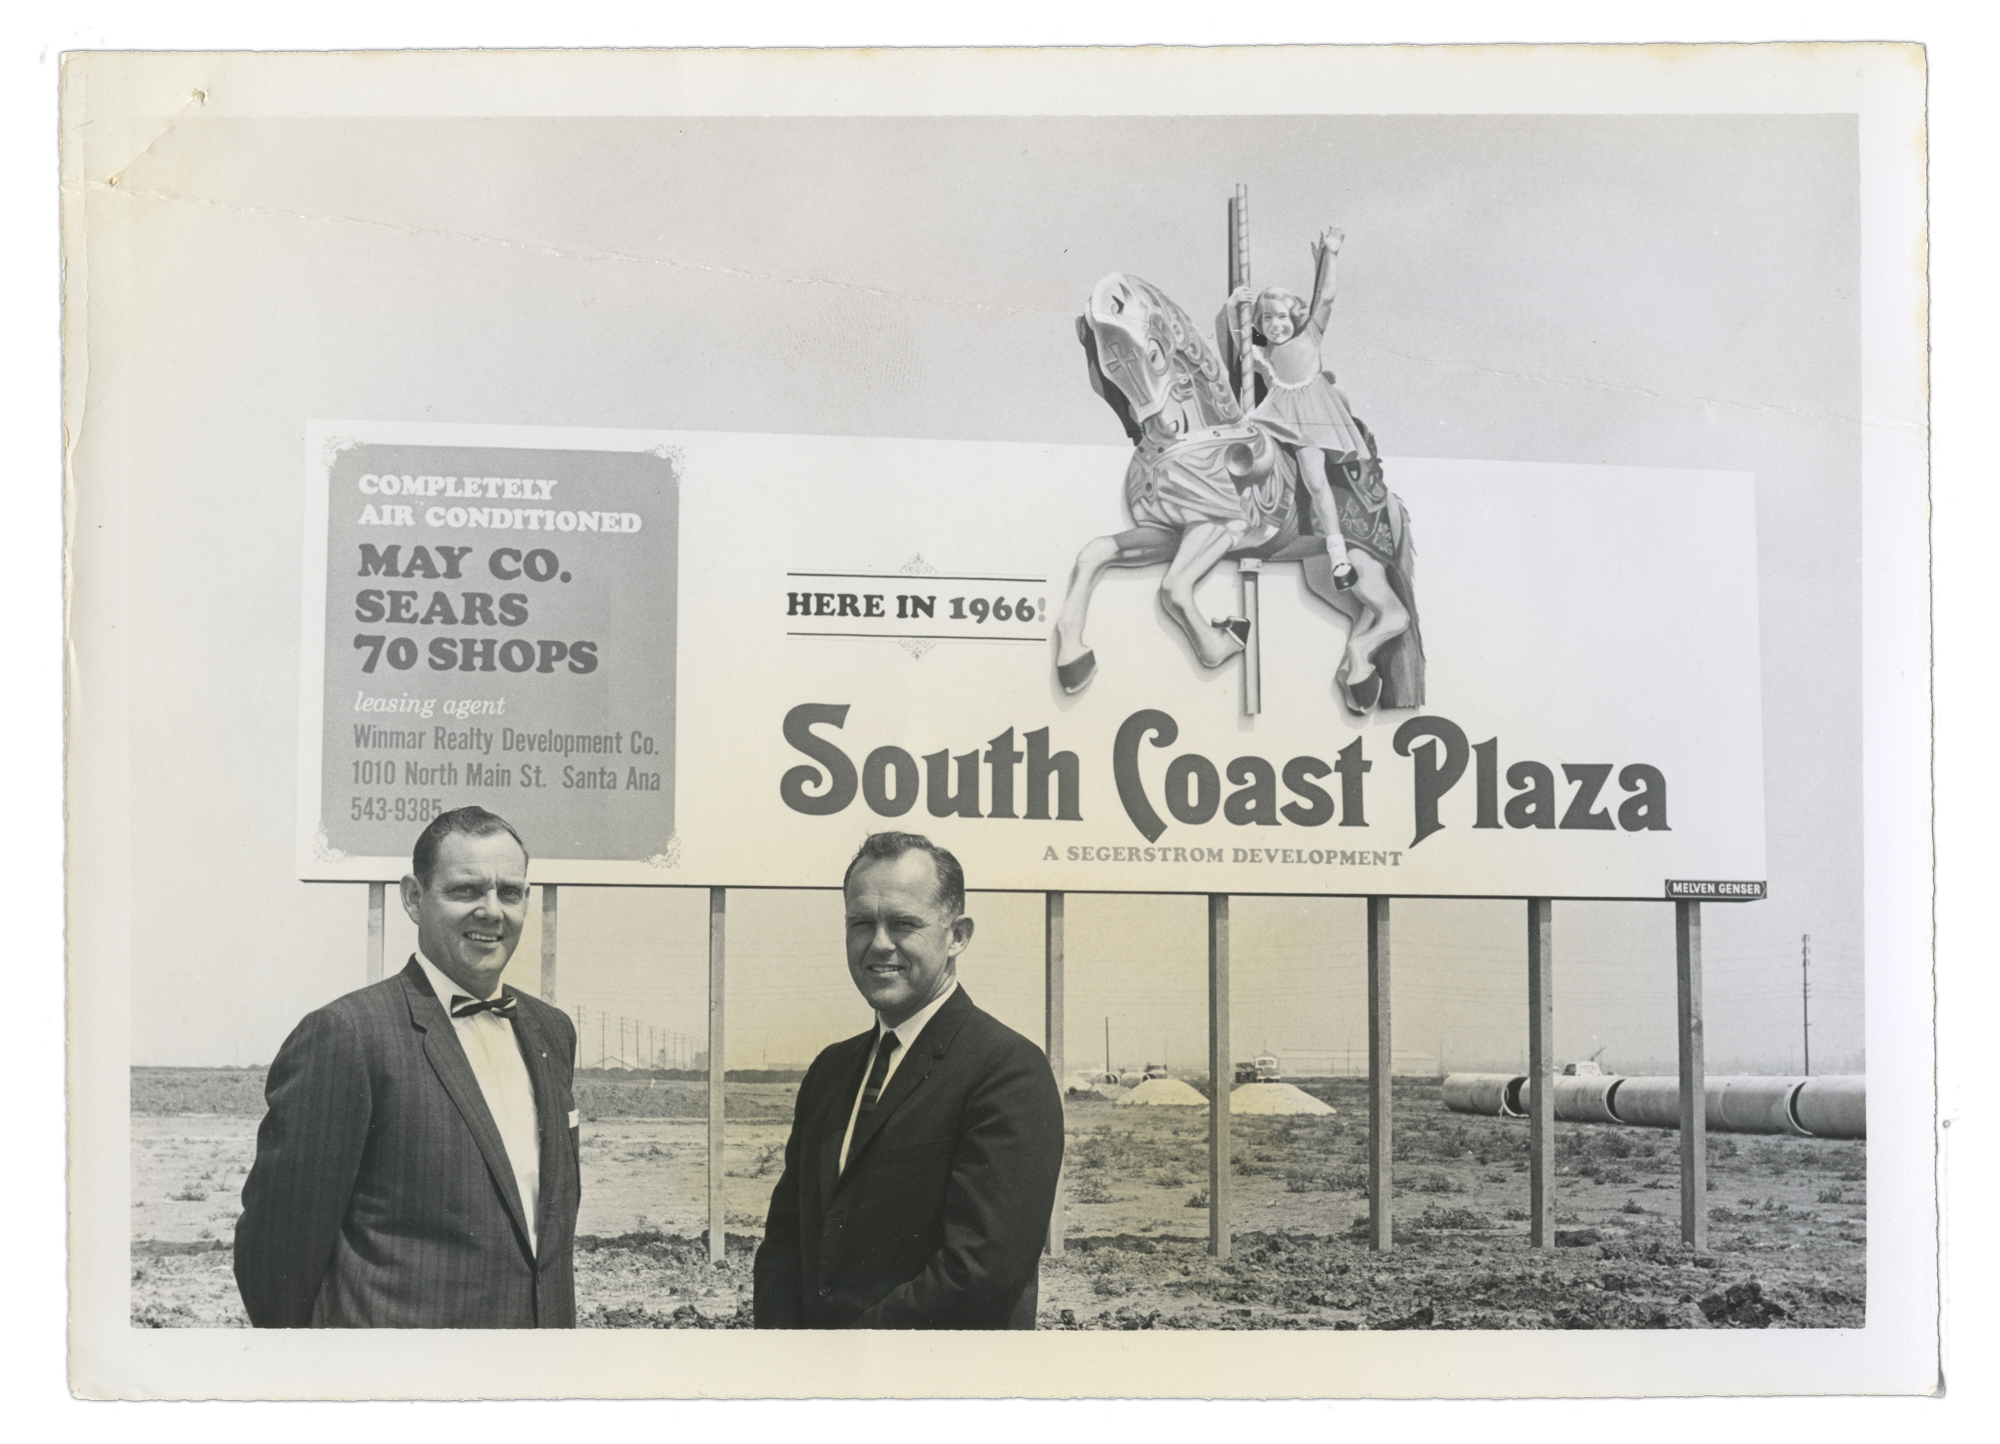 COMPLETELY
AIR CONDITIONED
MAY CO.
SEARS
70 SHOPS
leasing agent
Winmar Realty Development Co.
1010 North Main St. Santa Ana
543-9385
HERE IN 1966!
South Coast Plaza
A SEGERSTROM DEVELOPMENT
MELVEN GENSER